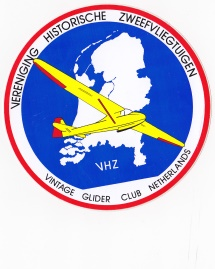 VERENIGING HISTORISCHE ZWEEFVLIEGTUIGEN
VHZ
VINTAGE GLIDER CLUB NETHERLANDS